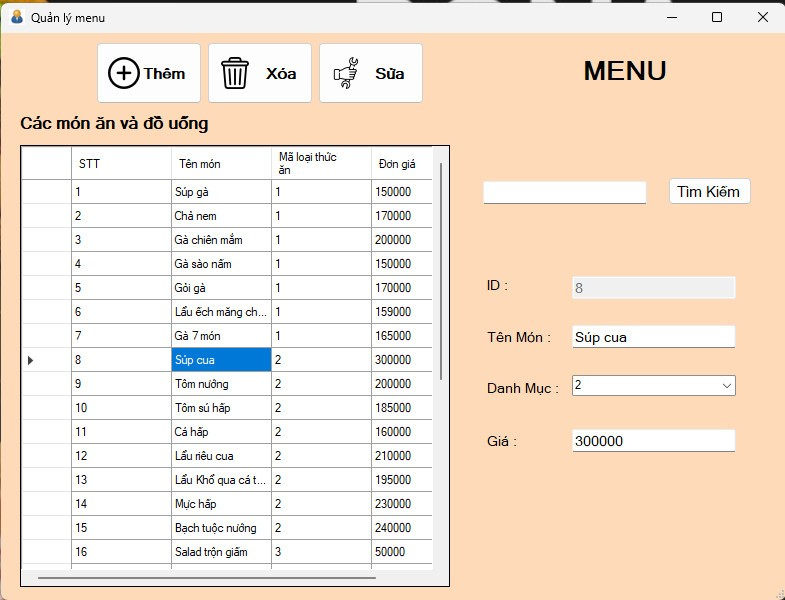 Quản lý menu
Thêm Xóa Sửa
MENU
Các món ăn và đồ uống
STT Tên món Mã loại thức ăn Đơn giá
1 Súp gà 1 150000
2 Chả nem 1 170000
3 Gà chiên mắm 1 200000
4 Gà sào nấm 1 150000
5 Gỏi gà 1 170000
6 Lẩu ếch măng ch... 1 159000
7 Gà 7 món 1 165000
8 Súp cua 2 300000
9 Tôm nướng 2 200000
10 Tôm sú hấp 2 185000
11 Cá hấp 2 160000
12 Lẩu riêu cua 2 210000
13 Lẩu Khổ qua cá t... 2 195000
14 Mực hấp 2 230000
15 Bạch tuộc nướng 2 240000
16 Salad trộn giấm 3 50000
Tìm Kiếm
ID : 8
Tên Món : Súp cua
Danh Mục : 2
Giá : 300000